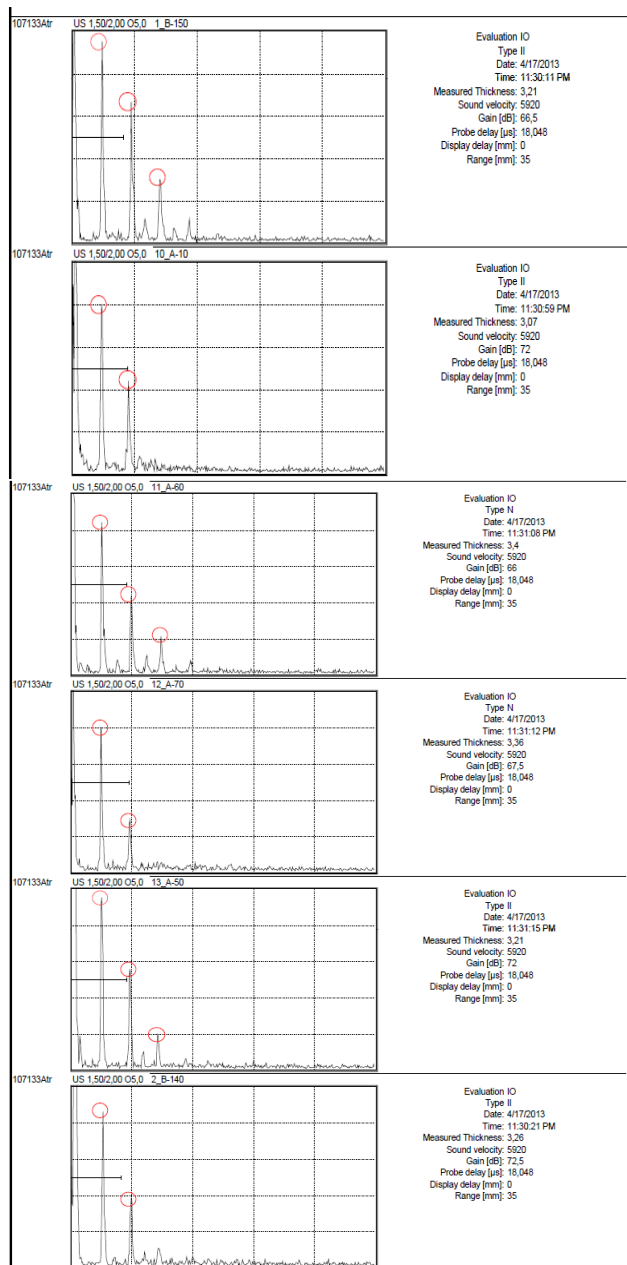 107133Atr US 1,50/2,00 O5,0 1_B-150
Evaluation IO
Type II
Date: 4/17/2013
Time: 11:30:11 PM
Measured Thickness: 3,21
Sound velocity: 5920
Gain [dB]: 66,5
Probe delay [µs]: 18,048
Display delay [mm]: 0
Range [mm]: 35
107133Atr US 1,50/2,00 O5,0 10_A-10
Evaluation IO
Type II
Date: 4/17/2013
Time: 11:30:59 PM
Measured Thickness: 3,07
Sound velocity: 5920
Gain [dB]: 72
Probe delay [µs]: 18,048
Display delay [mm]: 0
Range [mm]: 35
107133Atr US 1,50/2,00 O5,0 11_A-60
Evaluation IO
Type N
Date: 4/17/2013
Time: 11:31:08 PM
Measured Thickness: 3,4
Sound velocity: 5920
Gain [dB]: 66
Probe delay [µs]: 18,048
Display delay [mm]: 0
Range [mm]: 35
107133Atr US 1,50/2,00 O5,0 12_A-70
Evaluation IO
Type N
Date: 4/17/2013
Time: 11:31:12 PM
Measured Thickness: 3,36
Sound velocity: 5920
Gain [dB]: 67,5
Probe delay [µs]: 18,048
Display delay [mm]: 0
Range [mm]: 35
107133Atr US 1,50/2,00 O5,0 13_A-50
Evaluation IO
Type II
Date: 4/17/2013
Time: 11:31:15 PM
Measured Thickness: 3,21
Sound velocity: 5920
Gain [dB]: 72
Probe delay [µs]: 18,048
Display delay [mm]: 0
Range [mm]: 35
107133Atr US 1,50/2,00 O5,0 2_B-140
Evaluation IO
Type II
Date: 4/17/2013
Time: 11:30:21 PM
Measured Thickness: 3,26
Sound velocity: 5920
Gain [dB]: 72,5
Probe delay [µs]: 18,048
Display delay [mm]: 0
Range [mm]: 35